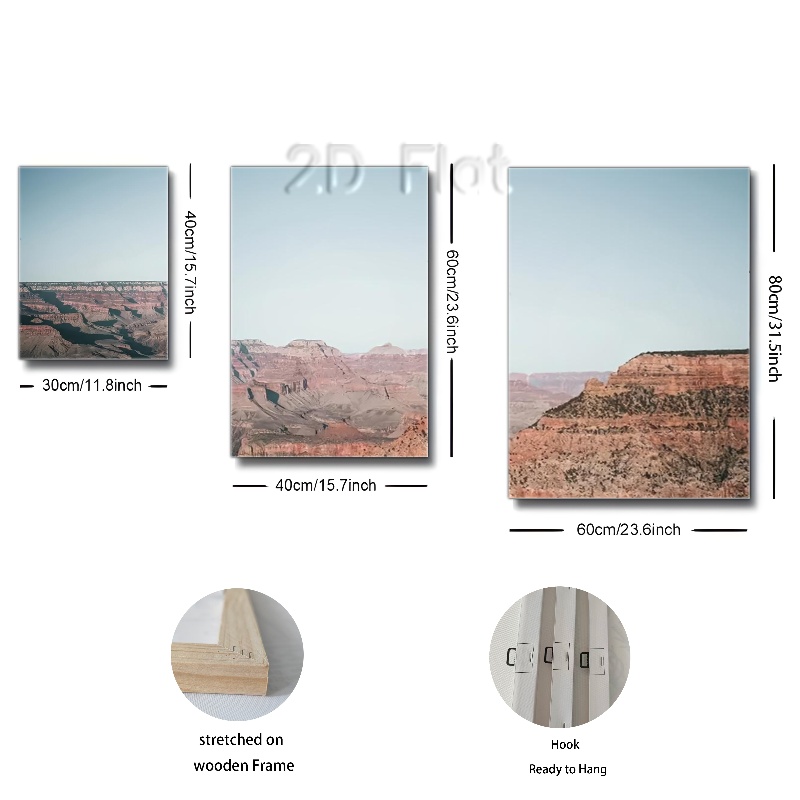 2D Flat
40cm/15.7inch
60cm/23.6inch
80cm/31.5inch
30cm/11.8inch
40cm/15.7inch
60cm/23.6inch
stretched on
wooden Frame
Hook
Ready to Hang